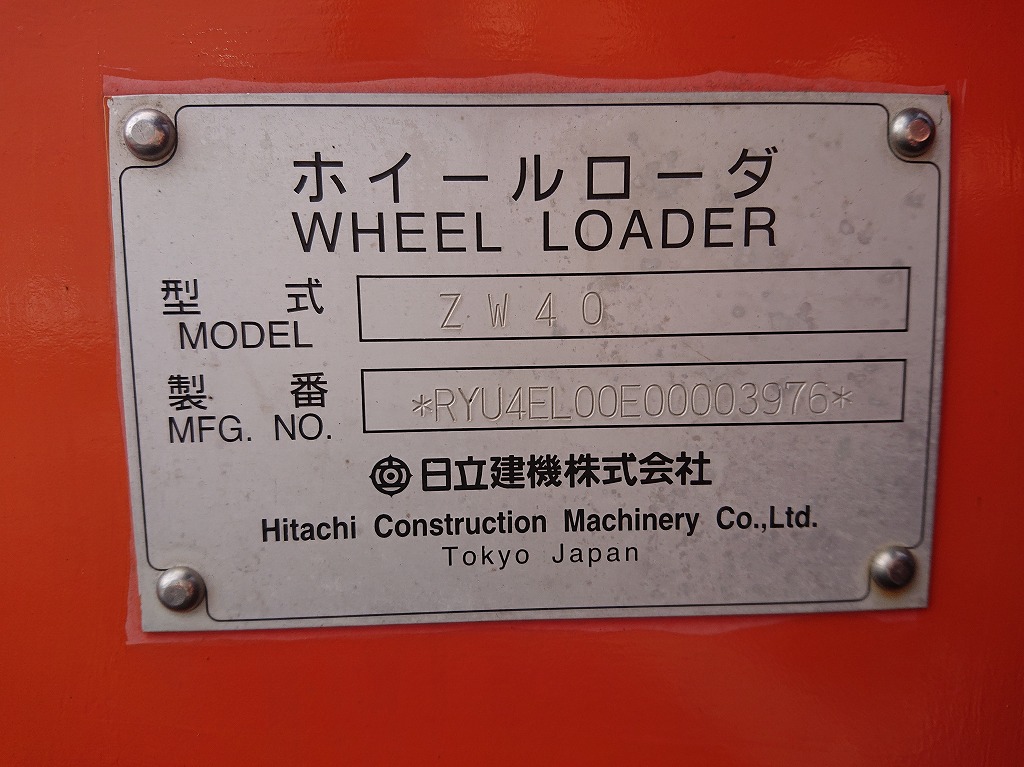 ホイールローダ
WHEEL LOADER
型式 ZW40
MODEL
製番 *RYU4EL00E00003976*
MFG. NO.
日立建機株式会社
Hitachi Construction Machinery Co.,Ltd.
Tokyo Japan